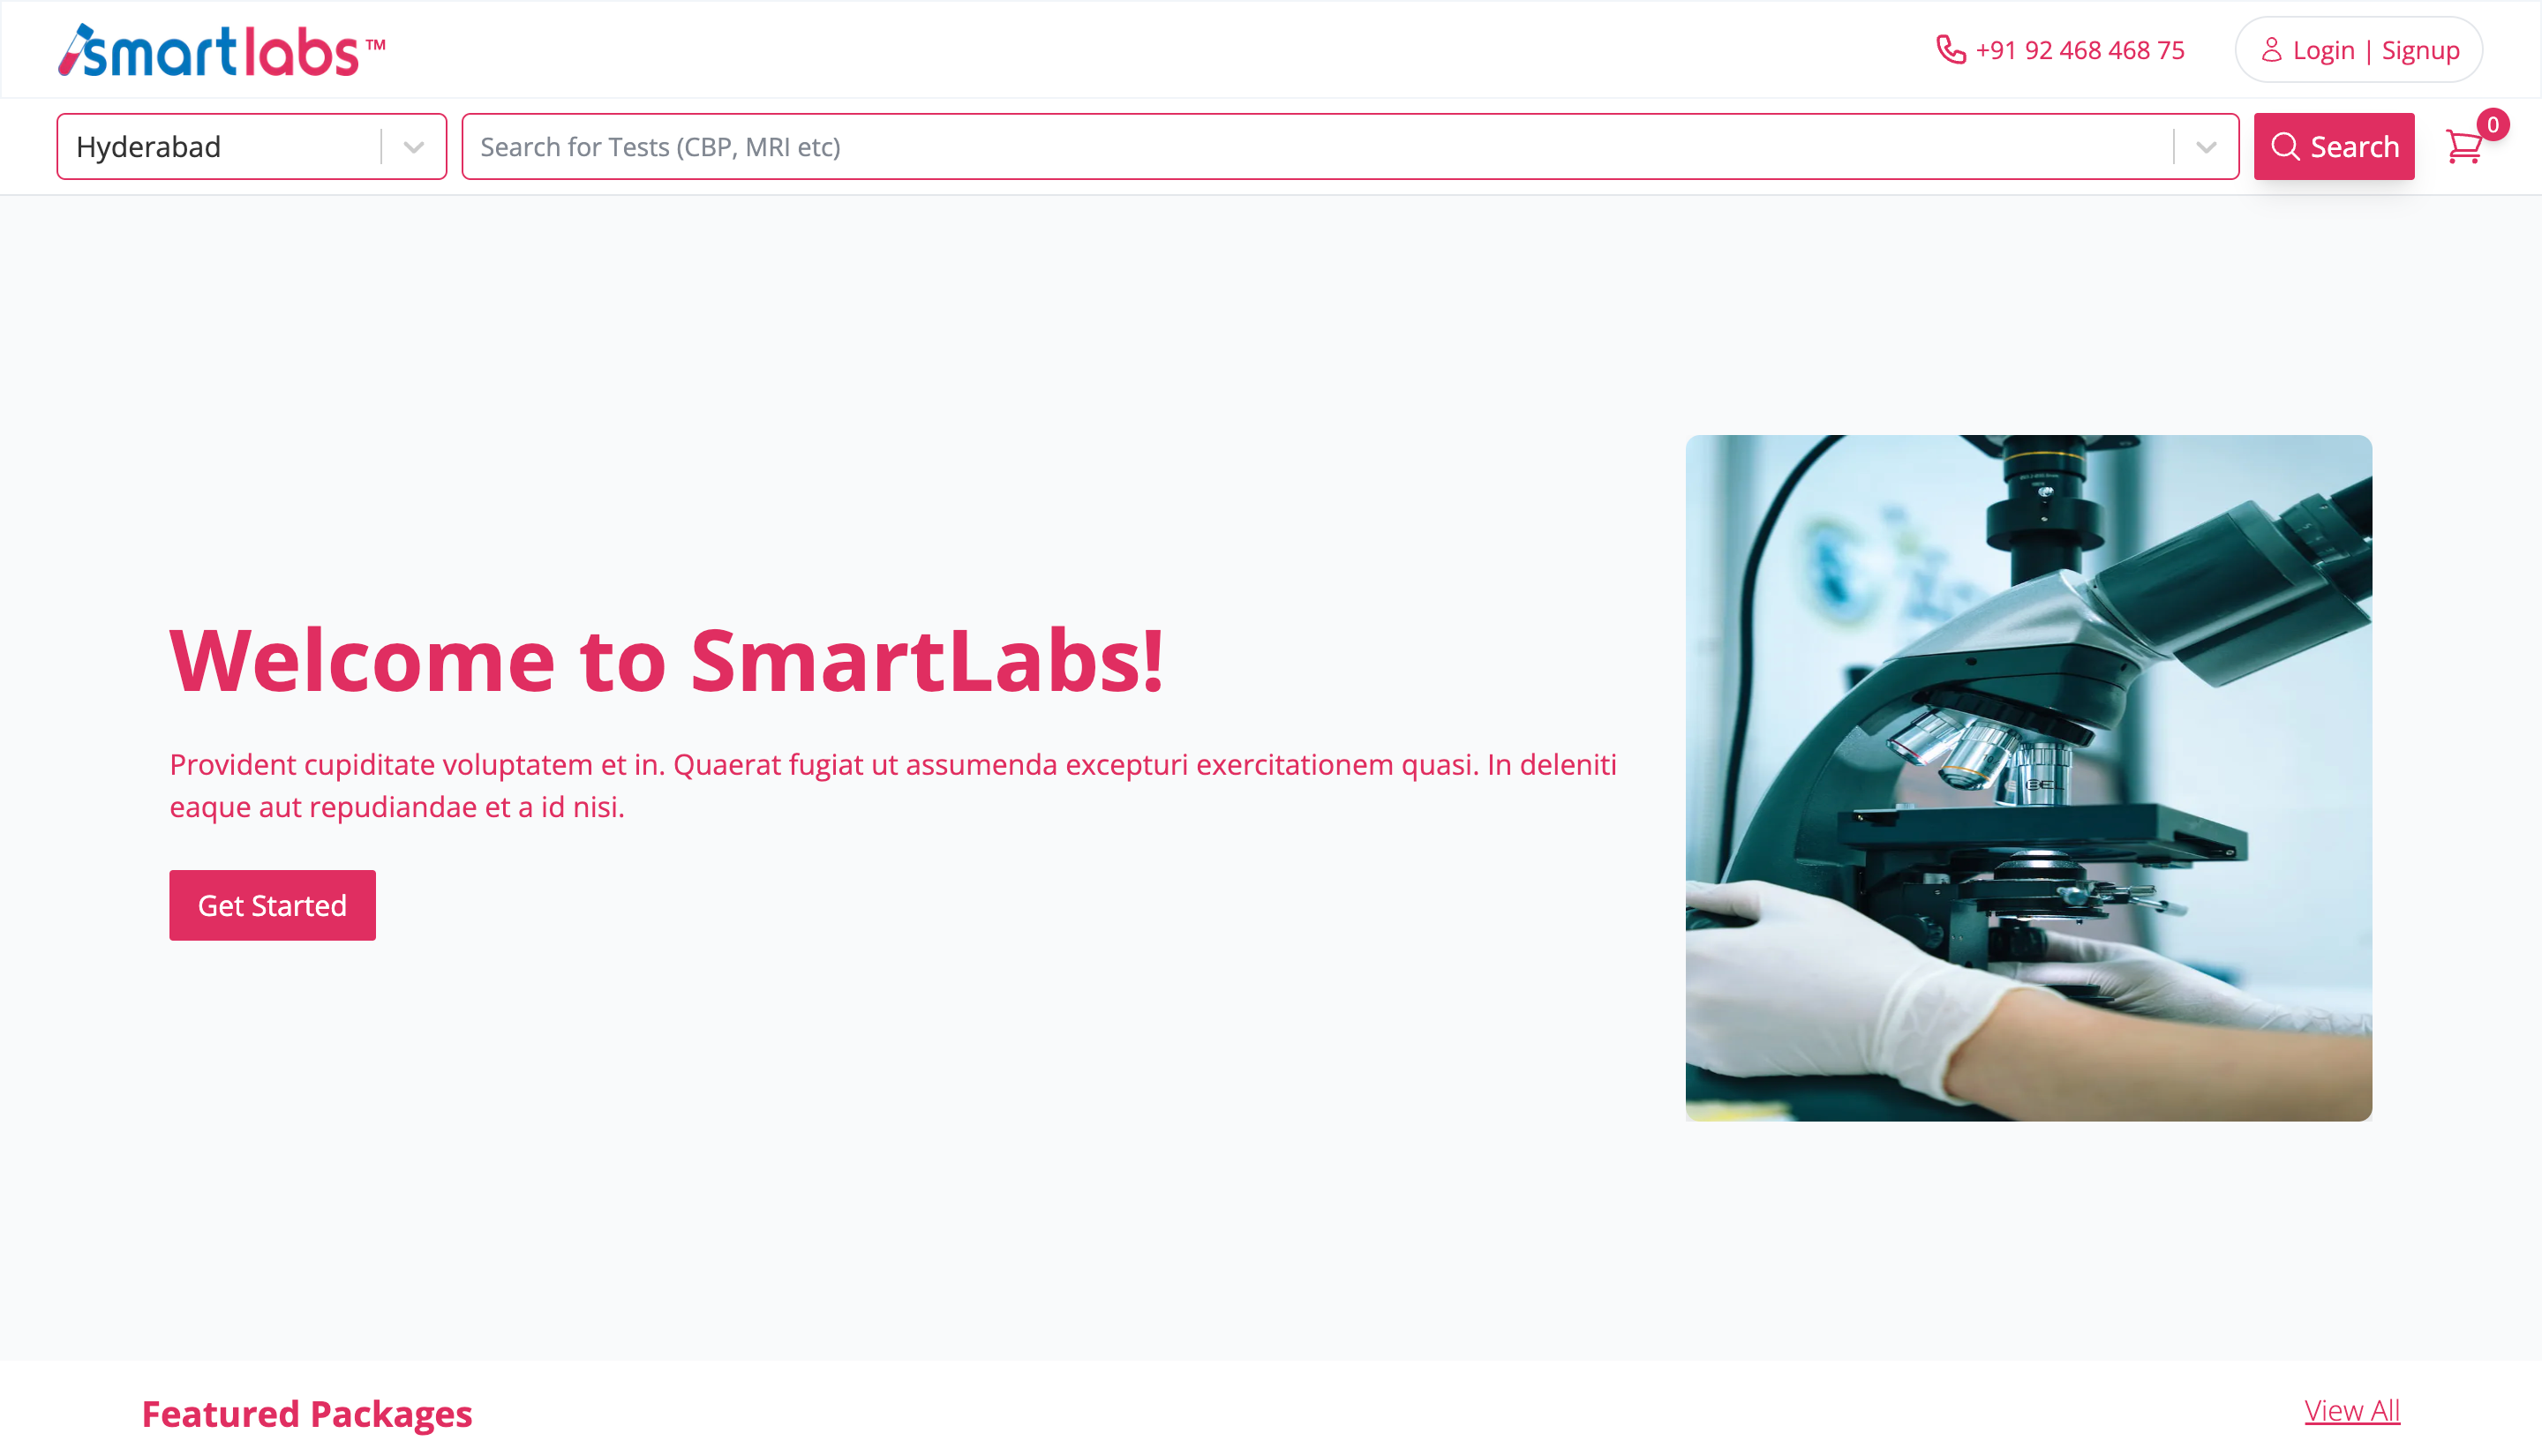 smartlabs™
+91 92 468 468 75
Login | Signup
Hyderabad
Search for Tests (CBP, MRI etc)
Search
0
Welcome to SmartLabs!
Provident cupiditate voluptatem et in. Quaerat fugiat ut assumenda excepturi exercitationem quasi. In deleniti
eaque aut repudiandae et a id nisi.
Get Started
Featured Packages
View All